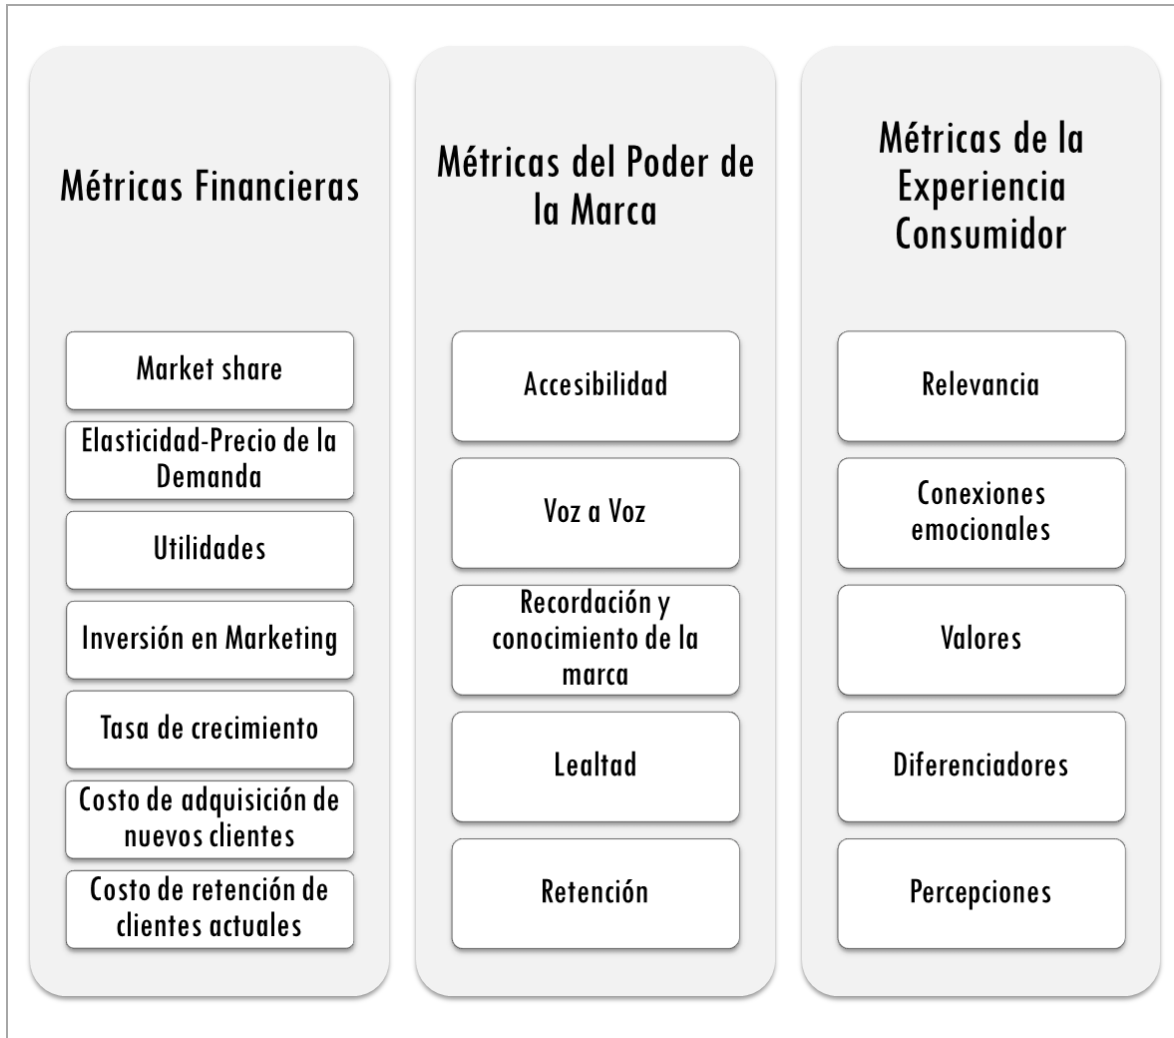 Métricas Financieras
Market share
Elasticidad-Precio de la
Demanda
Utilidades
Inversión en Marketing
Tasa de crecimiento
Costo de adquisición de
nuevos clientes
Costo de retención de
clientes actuales
Métricas del Poder de
la Marca
Accesibilidad
Voz a Voz
Recordación y
conocimiento de la
marca
Lealtad
Retención
Métricas de la
Experiencia
Consumidor
Relevancia
Conexiones
emocionales
Valores
Diferenciadores
Percepciones